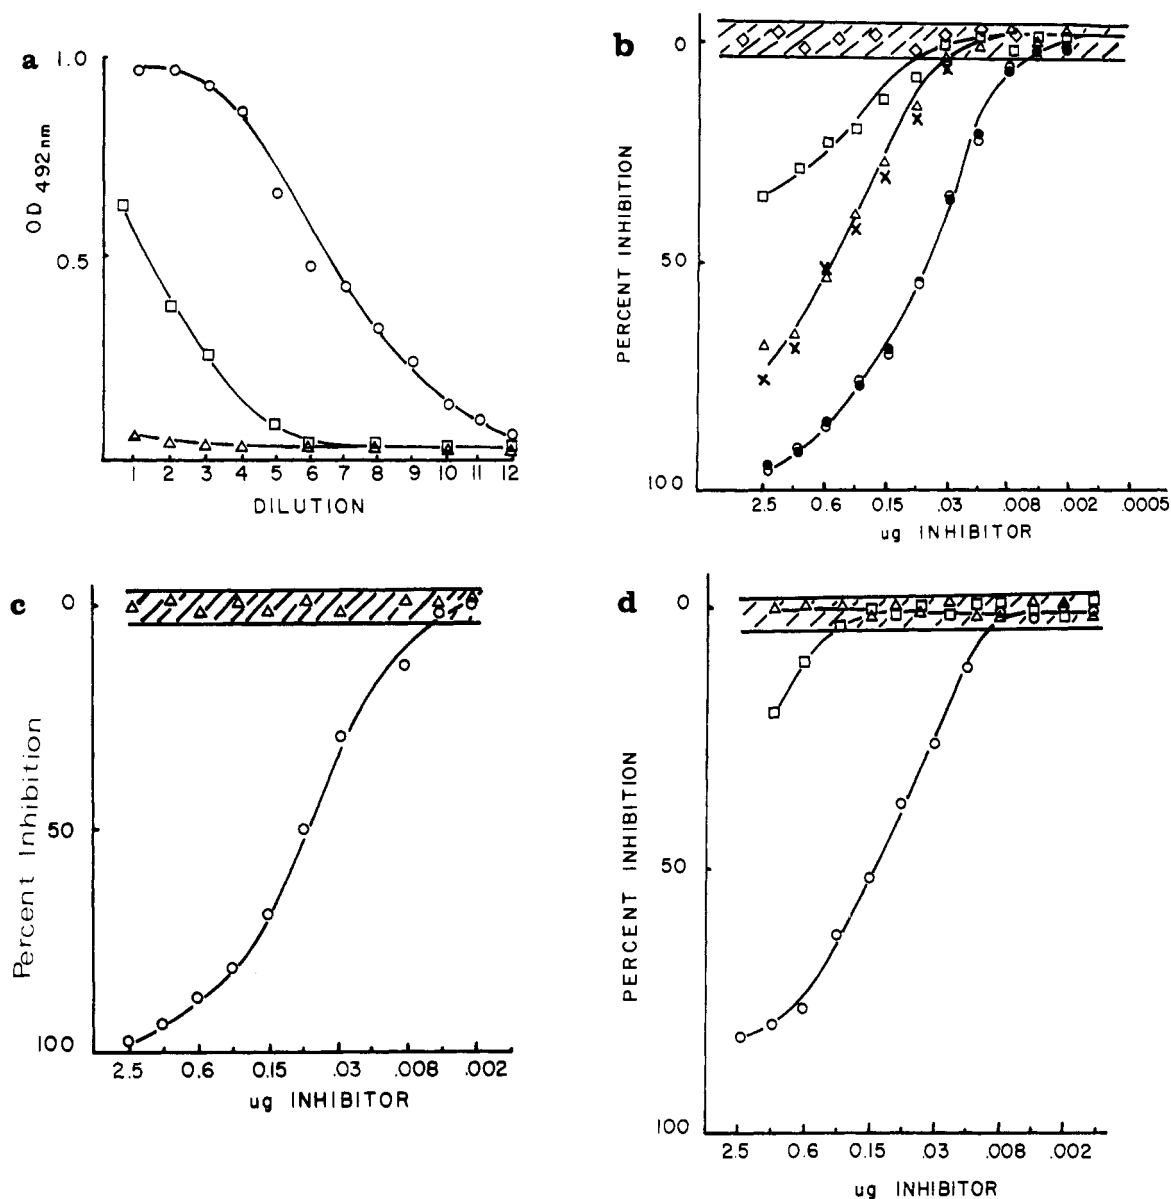 a
1.0
0.5
OD 492nm
1 2 3 4 5 6 7 8 9 10 11 12
DILUTION
b
0
50
100
PERCENT INHIBITION
2.5 0.6 0.15 .03 .008 .002 .0005
ug INHIBITOR
c
0
50
100
Percent Inhibition
2.5 0.6 0.15 .03 .008 .002
ug INHIBITOR
d
0
50
100
PERCENT INHIBITION
2.5 0.6 0.15 .03 .008 .002
ug INHIBITOR